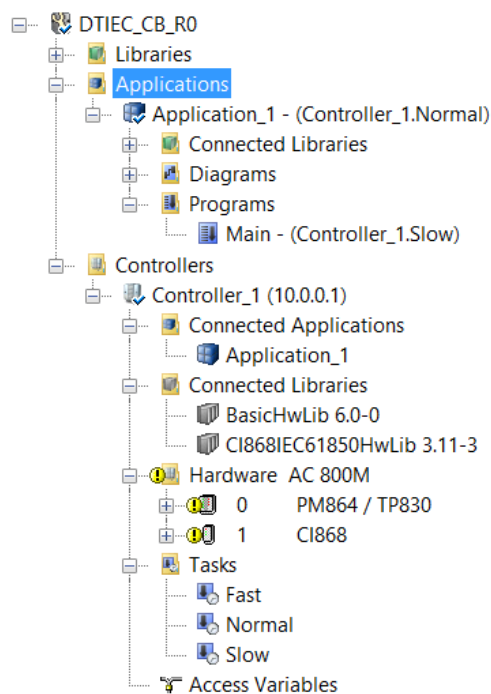 DTIEC_CB_R0
Libraries
Applications
Application_1 - (Controller_1.Normal)
Connected Libraries
Diagrams
Programs
Main - (Controller_1.Slow)
Controllers
Controller_1 (10.0.0.1)
Connected Applications
Application_1
Connected Libraries
BasicHwLib 6.0-0
CI868IEC61850HwLib 3.11-3
Hardware AC 800M
0 PM864 / TP830
1 CI868
Tasks
Fast
Normal
Slow
Access Variables